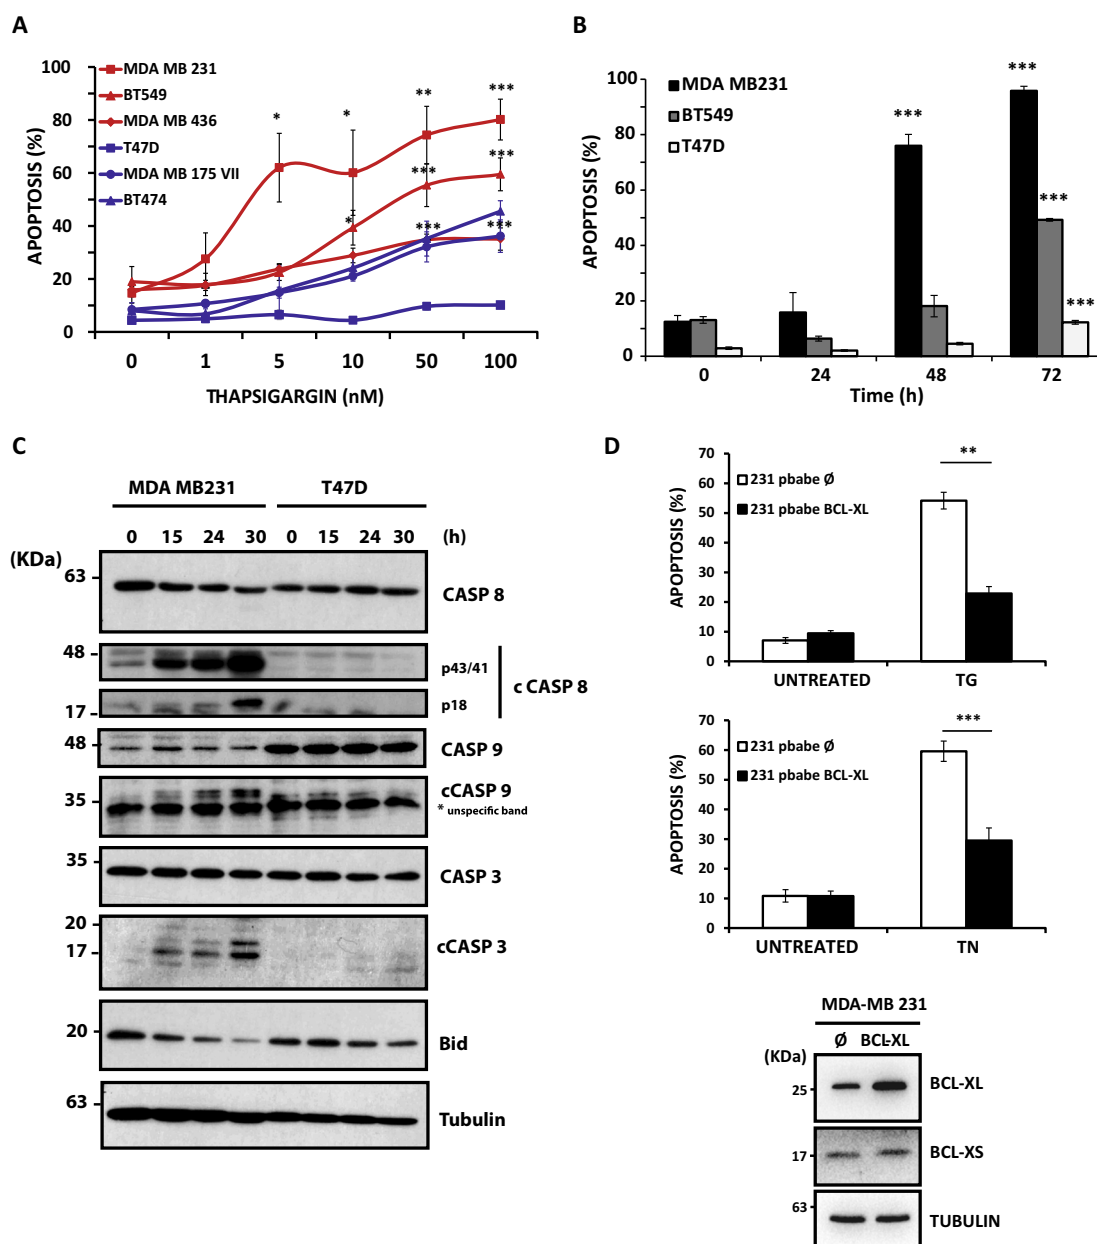 A
APOPTOSIS (%)
100
80
60
40
20
0
MDA MB 231
BT549
MDA MB 436
T47D
MDA MB 175 VII
BT474
* * ** ***
* *** ***
*** ***
0 1 5 10 50 100
THAPSIGARGIN (nM)
B
APOPTOSIS (%)
100
80
60
40
20
0
MDA MB231
BT549
T47D
*** ***
***
***
0 24 48 72
Time (h)
C
MDA MB231 T47D
0 15 24 30 0 15 24 30 (h)
(KDa)
63
CASP 8
48
p43/41
c CASP 8
p18
17
48
CASP 9
cCASP 9
35
* unspecific band
35
CASP 3
20
17
cCASP 3
20
Bid
63
Tubulin
D
APOPTOSIS (%)
70
60
50
40
30
20
10
0
231 pbabe Ø
231 pbabe BCL-XL
**
UNTREATED TG
APOPTOSIS (%)
70
60
50
40
30
20
10
0
231 pbabe Ø
231 pbabe BCL-XL
***
UNTREATED TN
MDA-MB 231
Ø BCL-XL
(KDa)
25
BCL-XL
17
BCL-XS
63
TUBULIN